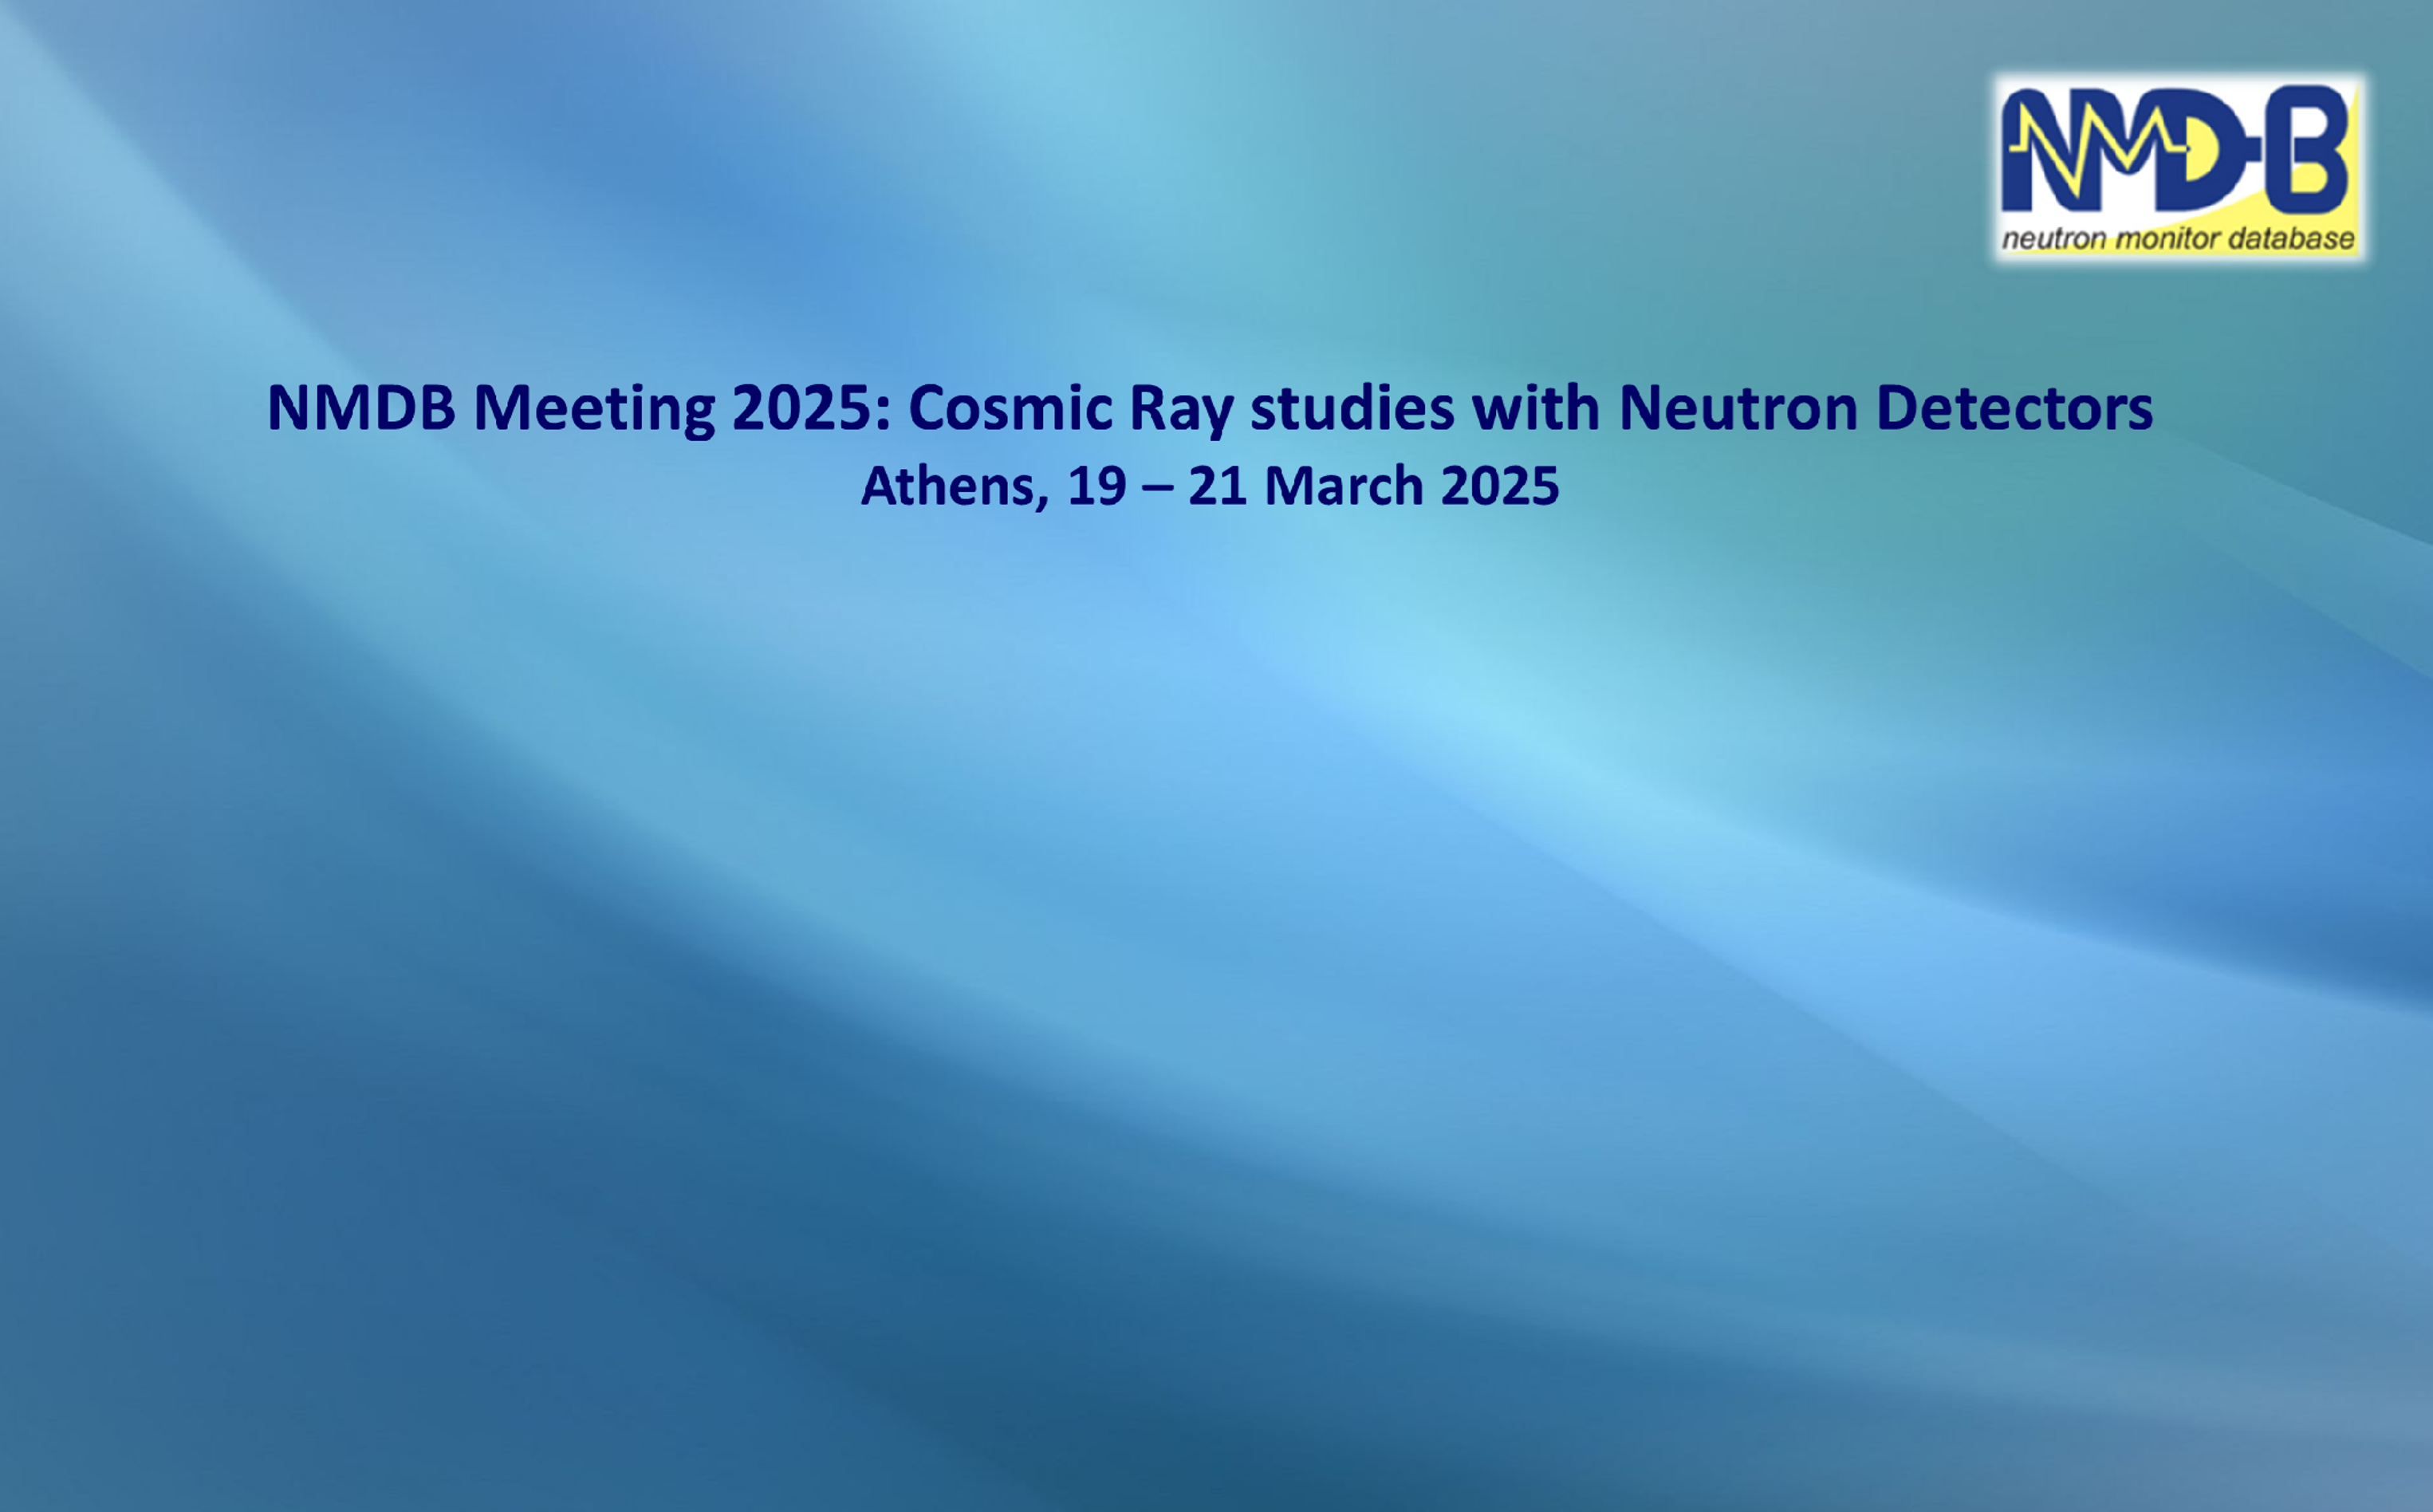 NMDB
neutron monitor database
NMDB Meeting 2025: Cosmic Ray studies with Neutron Detectors
Athens, 19 – 21 March 2025